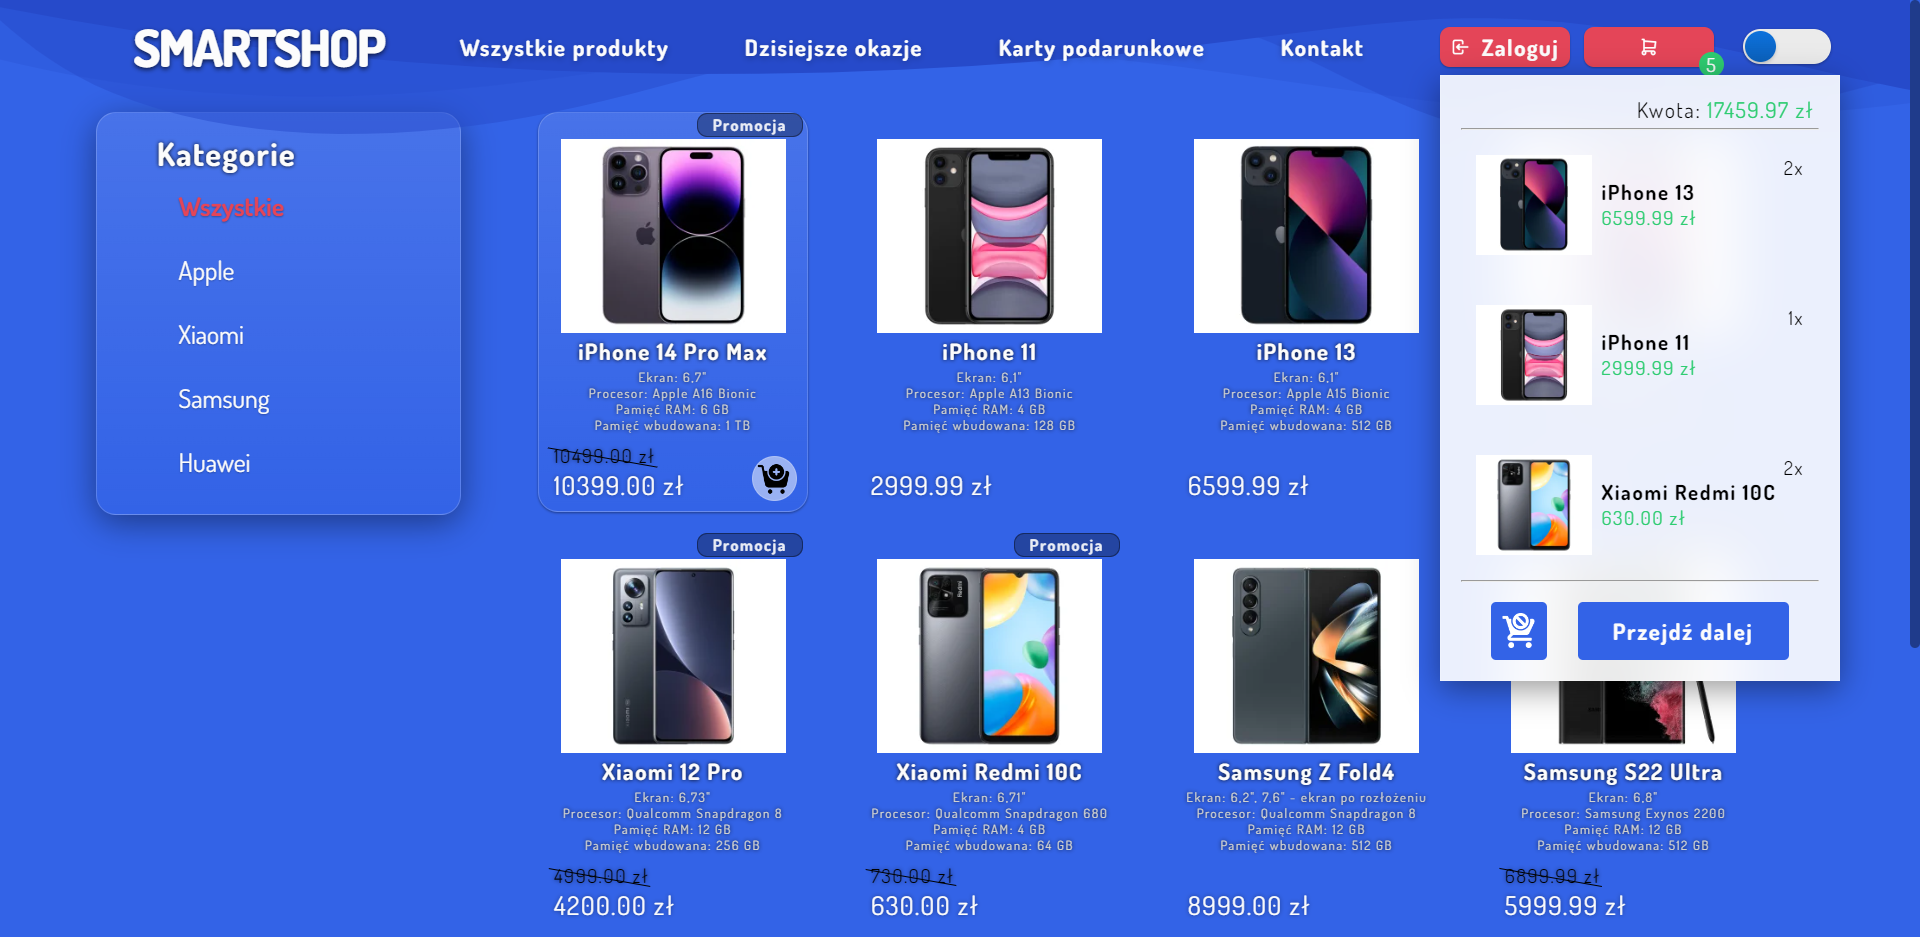 SMARTSHOP
Wszystkie produkty
Dzisiejsze okazje
Karty podarunkowe
Kontakt
Zaloguj
5
Kategorie
Wszystkie
Apple
Xiaomi
Samsung
Huawei
Promocja
iPhone 14 Pro Max
Ekran: 6,7"
Procesor: Apple A16 Bionic
Pamięć RAM: 6 GB
Pamięć wbudowana: 1 TB
10499.00 zł
10399.00 zł
iPhone 11
Ekran: 6,1"
Procesor: Apple A13 Bionic
Pamięć RAM: 4 GB
Pamięć wbudowana: 128 GB
2999.99 zł
iPhone 13
Ekran: 6,1"
Procesor: Apple A15 Bionic
Pamięć RAM: 4 GB
Pamięć wbudowana: 512 GB
6599.99 zł
Kwota: 17459.97 zł
2x
iPhone 13
6599.99 zł
1x
iPhone 11
2999.99 zł
2x
Xiaomi Redmi 10C
630.00 zł
Przejdź dalej
Promocja
Xiaomi 12 Pro
Ekran: 6,73"
Procesor: Qualcomm Snapdragon 8
Pamięć RAM: 12 GB
Pamięć wbudowana: 256 GB
4999.00 zł
4200.00 zł
Promocja
Redmi
Xiaomi Redmi 10C
Ekran: 6,71"
Procesor: Qualcomm Snapdragon 680
Pamięć RAM: 4 GB
Pamięć wbudowana: 64 GB
730.00 zł
630.00 zł
Samsung Z Fold4
Ekran: 6,2", 7,6" - ekran po rozłożeniu
Procesor: Qualcomm Snapdragon 8
Pamięć RAM: 12 GB
Pamięć wbudowana: 512 GB
8999.00 zł
Samsung S22 Ultra
Ekran: 6,8"
Procesor: Samsung Exynos 2200
Pamięć RAM: 12 GB
Pamięć wbudowana: 512 GB
6899.99 zł
5999.99 zł